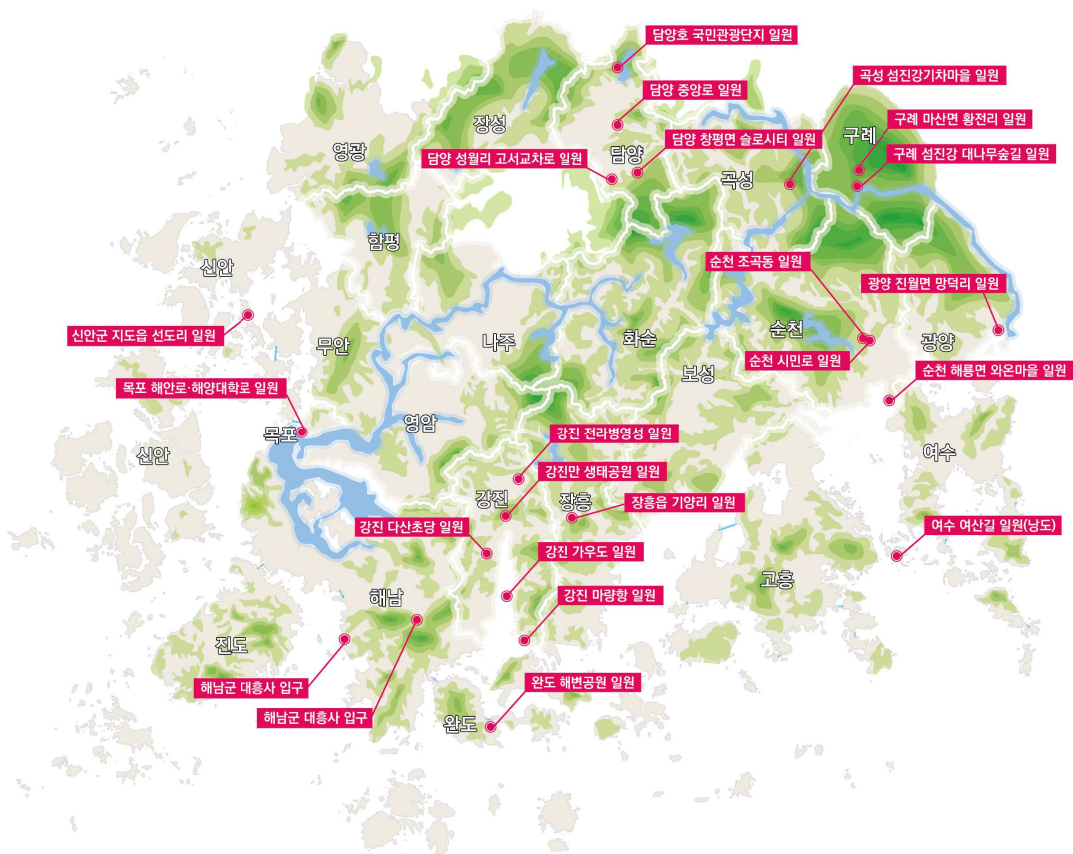 담양호 국민관광단지 일원
곡성 섬진강기차마을 일원
담양 중앙로 일원
구례 마산면 황전리 일원
장성
구례
담양 창평면 슬로시티 일원
영광
담양
담양 성월리 고서교차로 일원
구례 섬진강 대나무숲길 일원
곡성
함평
신안
순천 조곡동 일원
광양 진월면 망덕리 일원
신안군 지도읍 선도리 일원
순천
나주
화순
무안
광양
순천 시민로 일원
보성
순천 해룡면 와온마을 일원
목포 해안로·해양대학로 일원
영암
목포
강진 전라병영성 일원
여수
신안
강진만 생태공원 일원
강진
장흥
장흥읍 기양리 일원
강진 다산초당 일원
강진 가우도 일원
여수 여산길 일원(낭도)
고흥
해남
강진 마량항 일원
진도
해남군 대흥사 입구
완도 해변공원 일원
해남군 대흥사 입구
완도